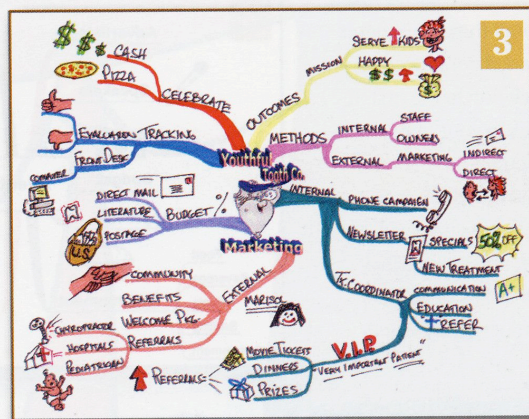 3
$ $ $
CASH
PIZZA
CELEBRATE
SERVE KIDS
HAPPY
$$
MISSION
OUTCOMES
EVALUATION TRACKING
FRONT DESK
COMPUTER
METHODS
INTERNAL
STAFF
OWNERS
EXTERNAL
MARKETING
INDIRECT
DIRECT
Youthful
Tooth Co.
Marketing
DIRECT MAIL
LITERATURE
POSTAGE
U.S
BUDGET
INTERNAL
PHONE CAMPAIGN
NEWSLETTER
SPECIALS
50% OFF
NEW TREATMENT
TX. COORDINATOR
COMMUNICATION
A+
EDUCATION
REFER
V.I.P.
"VERY IMPORTANT PATIENT"
MOVIE TICKETS
DINNERS
PRIZES
REFERRALS
EXTERNAL
MARISOL
COMMUNITY
BENEFITS
WELCOME PKG.
REFERRALS
CHIROPRACTOR
HOSPITALS
PEDIATRICIAN